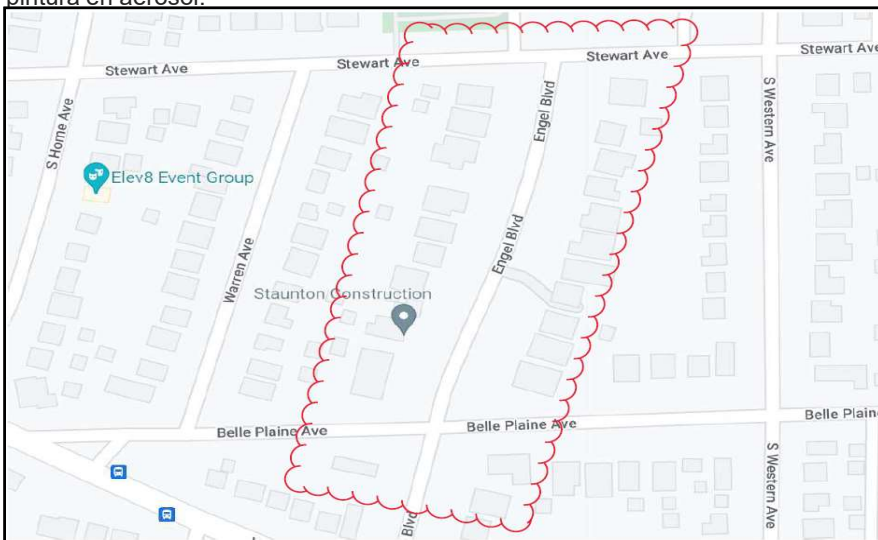 pintura en aerosol.
Stewart Ave
Stewart Ave
Stewart Ave
Stewart Ave
S Home Ave
Engel Blvd
S Western Ave
Elev8 Event Group
Warren Ave
Engel Blvd
Staunton Construction
Belle Plaine Ave
Belle Plaine Ave
Belle Plain
S Western Ave
Blvd